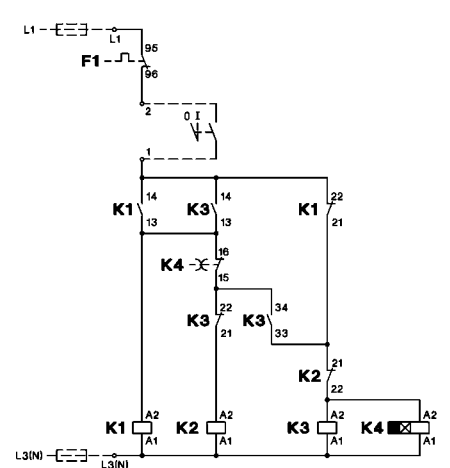 L1
L1
95
F1
96
2
0 I
1
14 14 22
K1 K3 K1
13 13 21
16
K4
15
22 34
K3 K3
21 33
21
K2
22
A2 A2 A2 A2
K1 K2 K3 K4
A1 A1 A1 A1
L3(N)
L3(N)